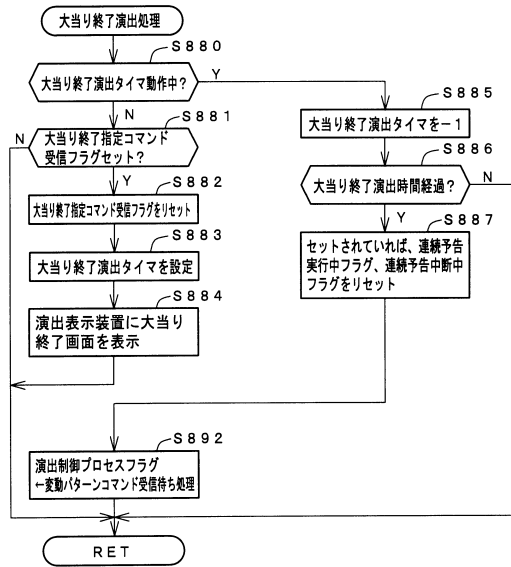 大当り終了演出処理
S880
大当り終了演出タイマ動作中？
Y
N
S881
大当り終了指定コマンド
受信フラグセット？
N
Y
S882
大当り終了指定コマンド受信フラグをリセット
S883
大当り終了演出タイマを設定
S884
演出表示装置に大当り
終了画面を表示
S885
大当り終了演出タイマを－1
S886
大当り終了演出時間経過？
N
Y
S887
セットされていれば、連続予告
実行中フラグ、連続予告中断中
フラグをリセット
S892
演出制御プロセスフラグ
←変動パターンコマンド受信待ち処理
RET